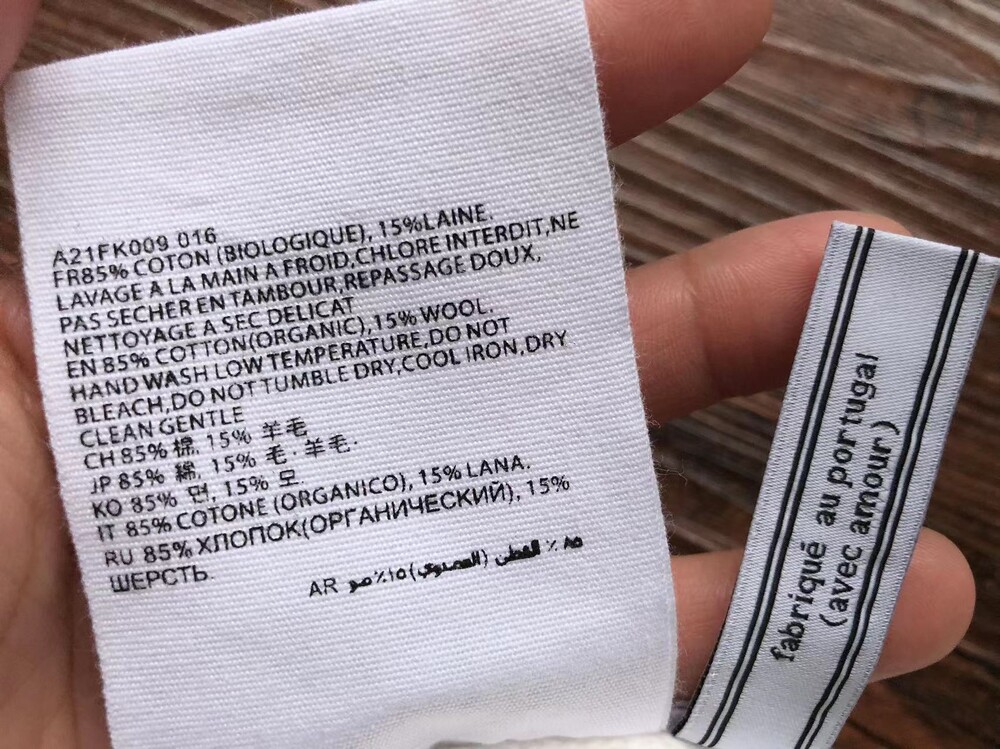 A21FK009 016
FR85% COTON (BIOLOGIQUE), 15%LAINE.
LAVAGE A LA MAIN A FROID,CHLORE INTERDIT,NE
PAS SECHER EN TAMBOUR,REPASSAGE DOUX,
NETTOYAGE A SEC DELICAT
EN 85% COTTON(ORGANIC),15% WOOL.
HAND WASH LOW TEMPERATURE,DO NOT
BLEACH,DO NOT TUMBLE DRY,COOL IRON,DRY
CLEAN GENTLE
CH 85% 棉, 15% 羊毛
JP 85% 綿, 15% 毛·羊毛.
KO 85% 면, 15% 모.
IT 85% COTONE (ORGANICO), 15% LANA.
RU 85% ХЛОПОК(ОРГАНИЧЕСКИЙ), 15%
ШЕРСТЬ.
AR ٨٥٪ القطن (العضوي) ١٥٪
fabriqué au portugal
(avec amour)